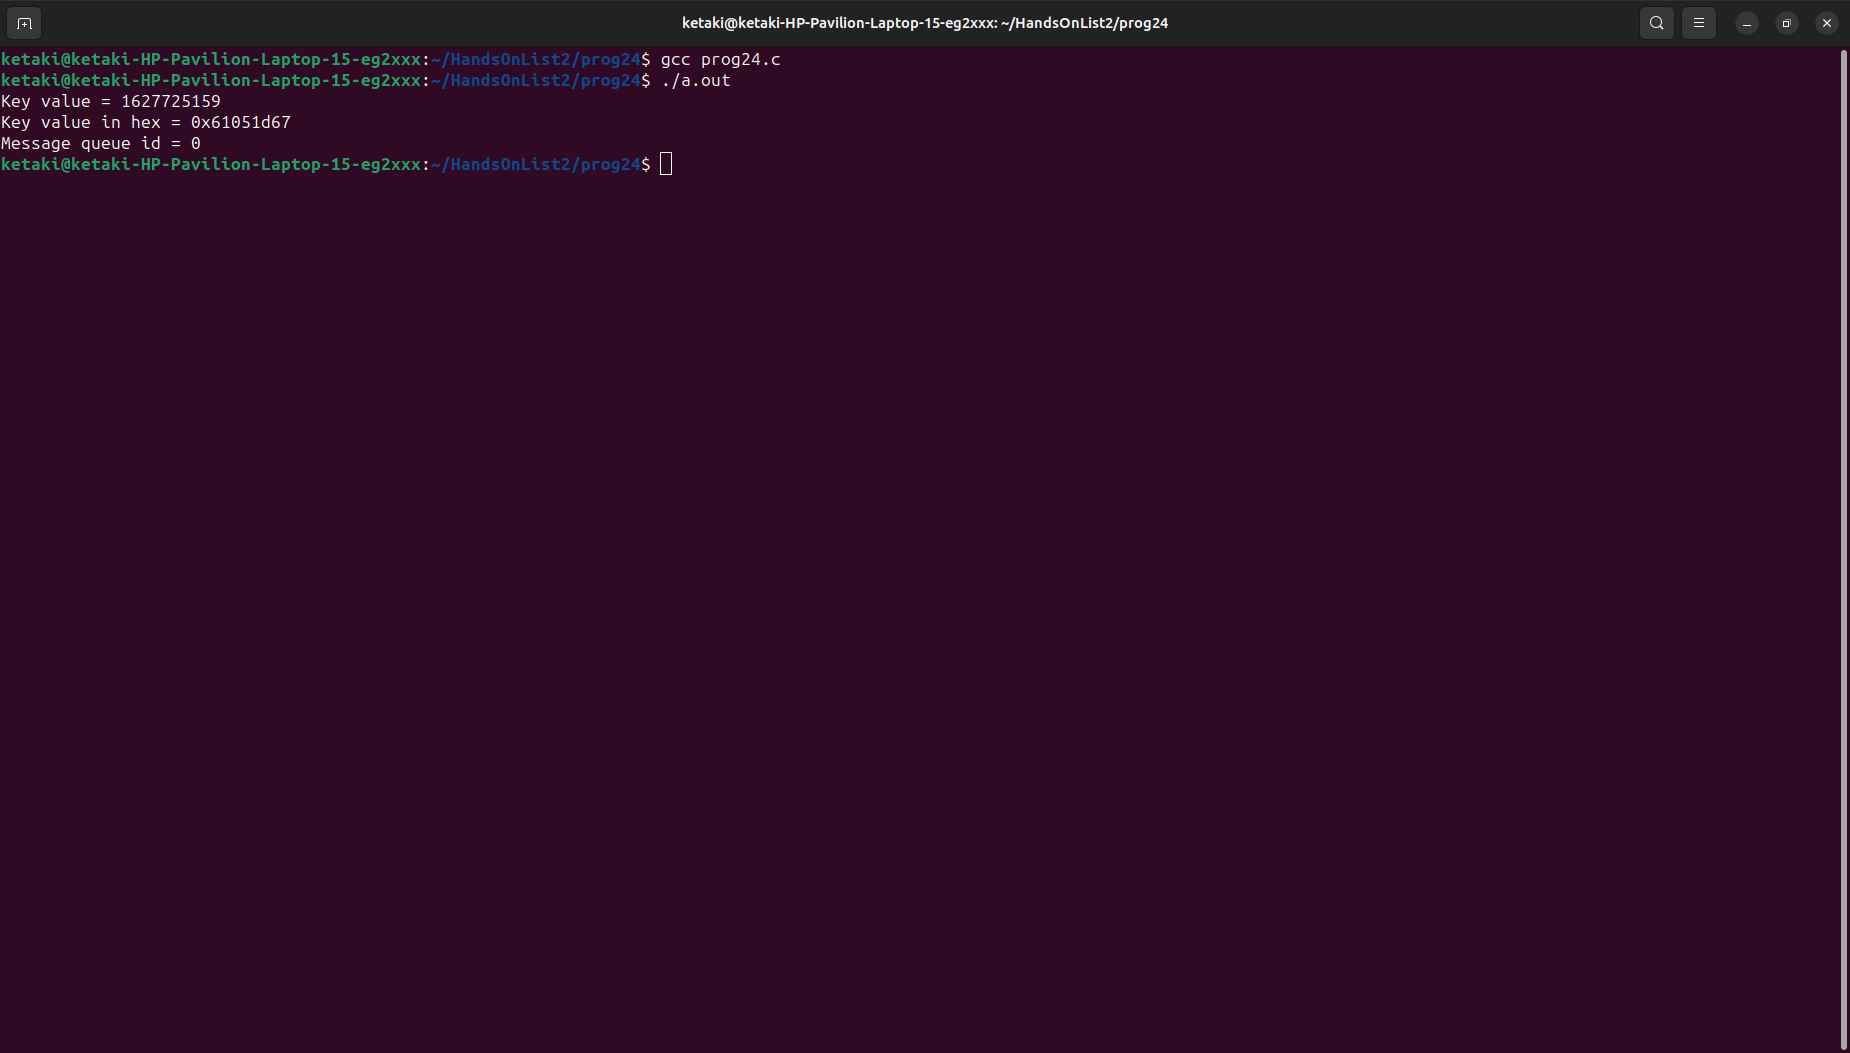 ketaki@ketaki-HP-Pavilion-Laptop-15-eg2xxx: ~/HandsOnList2/prog24
ketaki@ketaki-HP-Pavilion-Laptop-15-eg2xxx:~/HandsOnList2/prog24$ gcc prog24.c
ketaki@ketaki-HP-Pavilion-Laptop-15-eg2xxx:~/HandsOnList2/prog24$ ./a.out
Key value = 1627725159
Key value in hex = 0x61051d67
Message queue id = 0
ketaki@ketaki-HP-Pavilion-Laptop-15-eg2xxx:~/HandsOnList2/prog24$